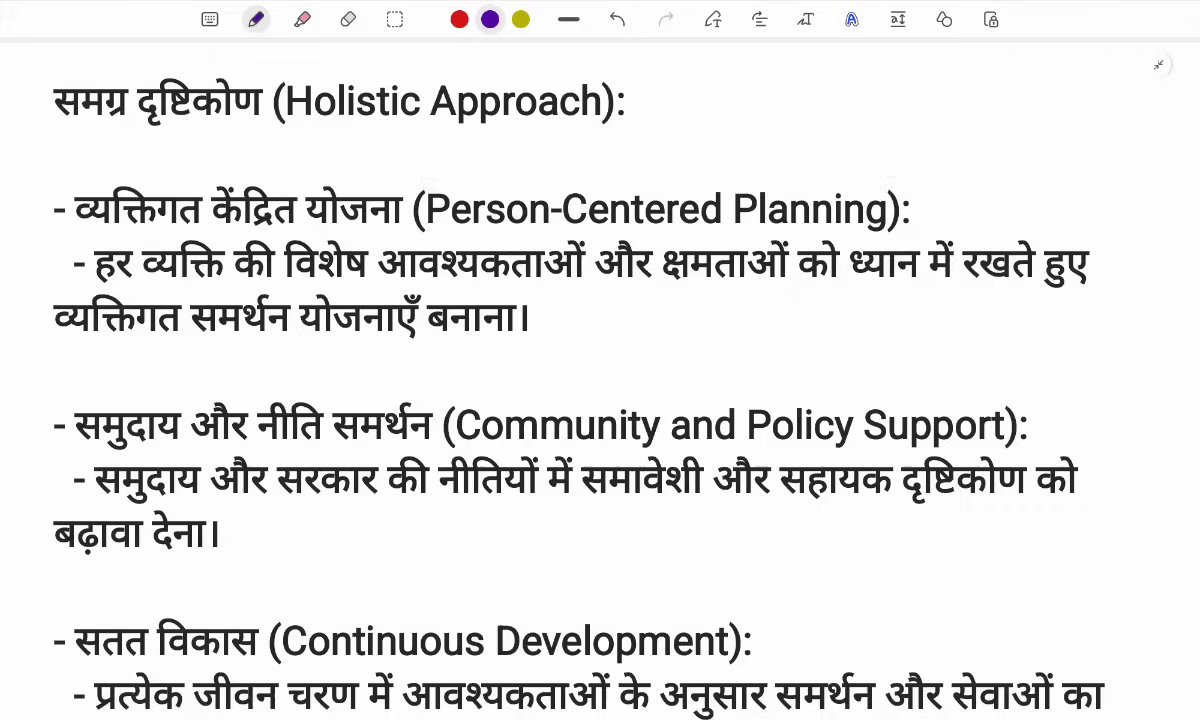 समग्र दृष्टिकोण (Holistic Approach):
- व्यक्तिगत केंद्रित योजना (Person-Centered Planning):
- हर व्यक्ति की विशेष आवश्यकताओं और क्षमताओं को ध्यान में रखते हुए
व्यक्तिगत समर्थन योजनाएँ बनाना।
- समुदाय और नीति समर्थन (Community and Policy Support):
- समुदाय और सरकार की नीतियों में समावेशी और सहायक दृष्टिकोण को
बढ़ावा देना।
- सतत विकास (Continuous Development):
- प्रत्येक जीवन चरण में आवश्यकताओं के अनुसार समर्थन और सेवाओं का